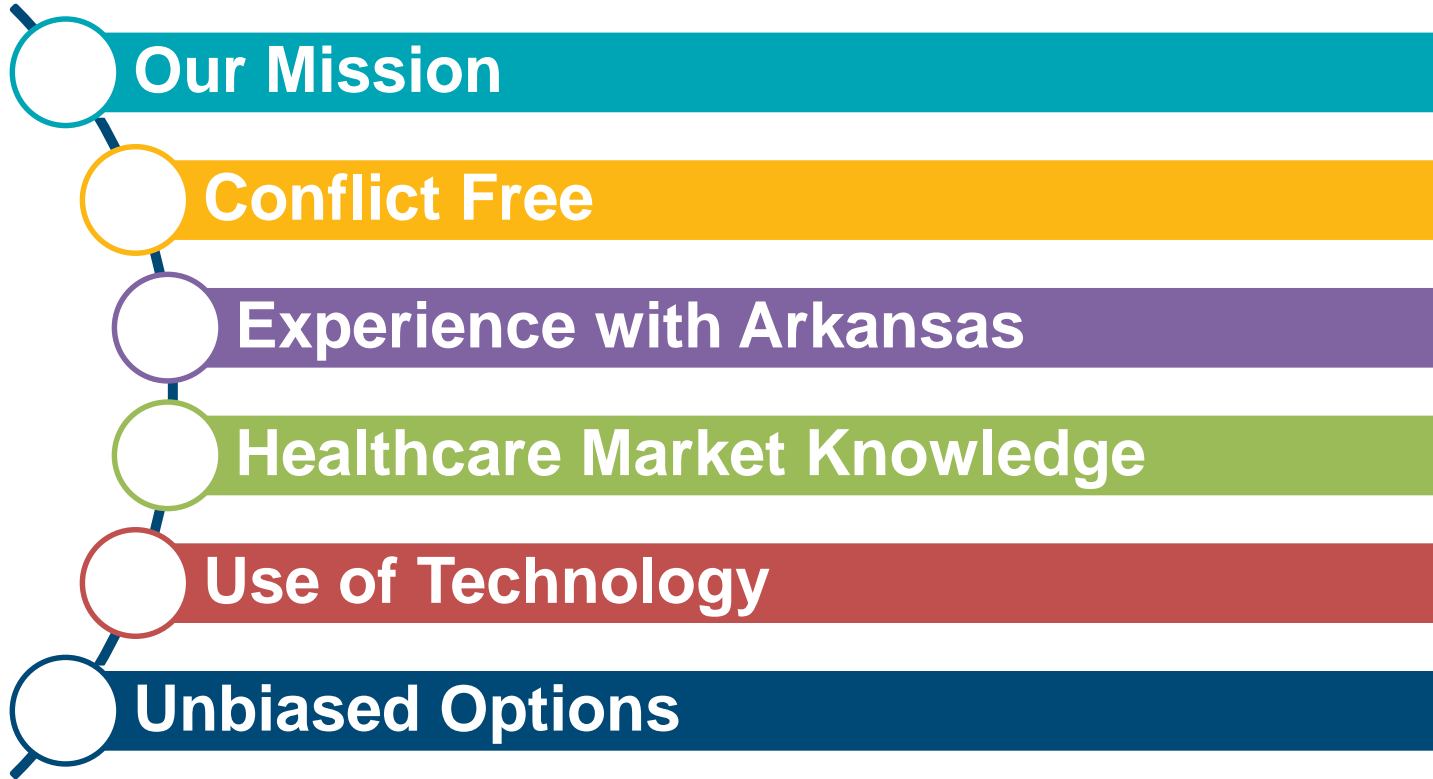 Our Mission
Conflict Free
Experience with Arkansas
Healthcare Market Knowledge
Use of Technology
Unbiased Options